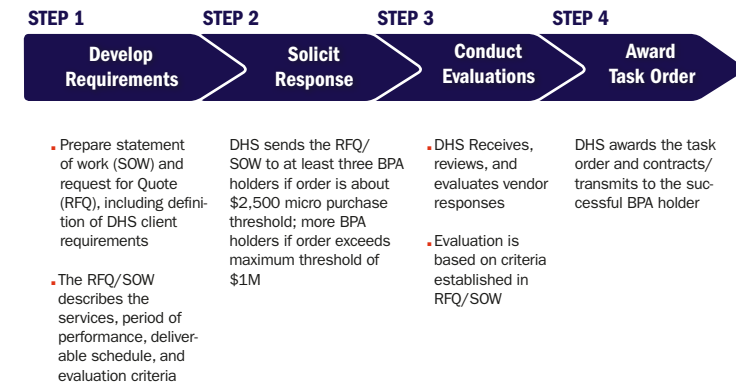 STEP 1
STEP 2
STEP 3
STEP 4
Develop
Requirements
Solicit
Response
Conduct
Evaluations
Award
Task Order
Prepare statement
of work (SOW) and
request for Quote
(RFQ), including defini-
tion of DHS client
requirements
The RFQ/SOW
describes the
services, period of
performance, deliver-
able schedule, and
evaluation criteria
DHS sends the RFQ/
SOW to at least three BPA
holders if order is about
$2,500 micro purchase
threshold; more BPA
holders if order exceeds
maximum threshold of
$1M
DHS Receives,
reviews, and
evaluates vendor
responses
Evaluation is
based on criteria
established in
RFQ/SOW
DHS awards the task
order and contracts/
transmits to the suc-
cessful BPA holder